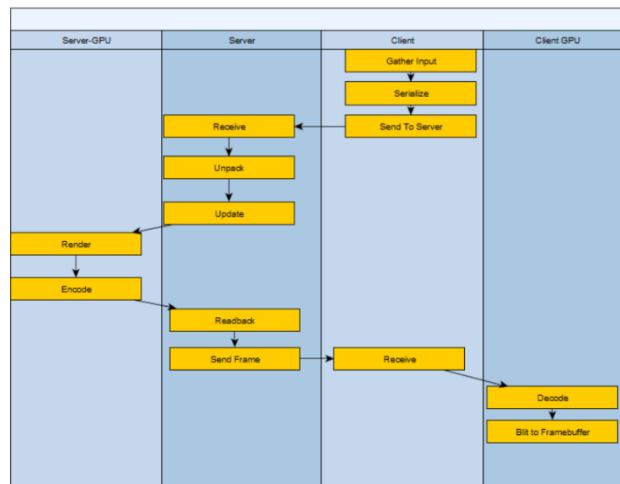 Server-GPU
Server
Client
Client GPU
Gather Input
Serialize
Send To Server
Receive
Unpack
Update
Render
Encode
Readback
Send Frame
Receive
Decode
Blit to Framebuffer